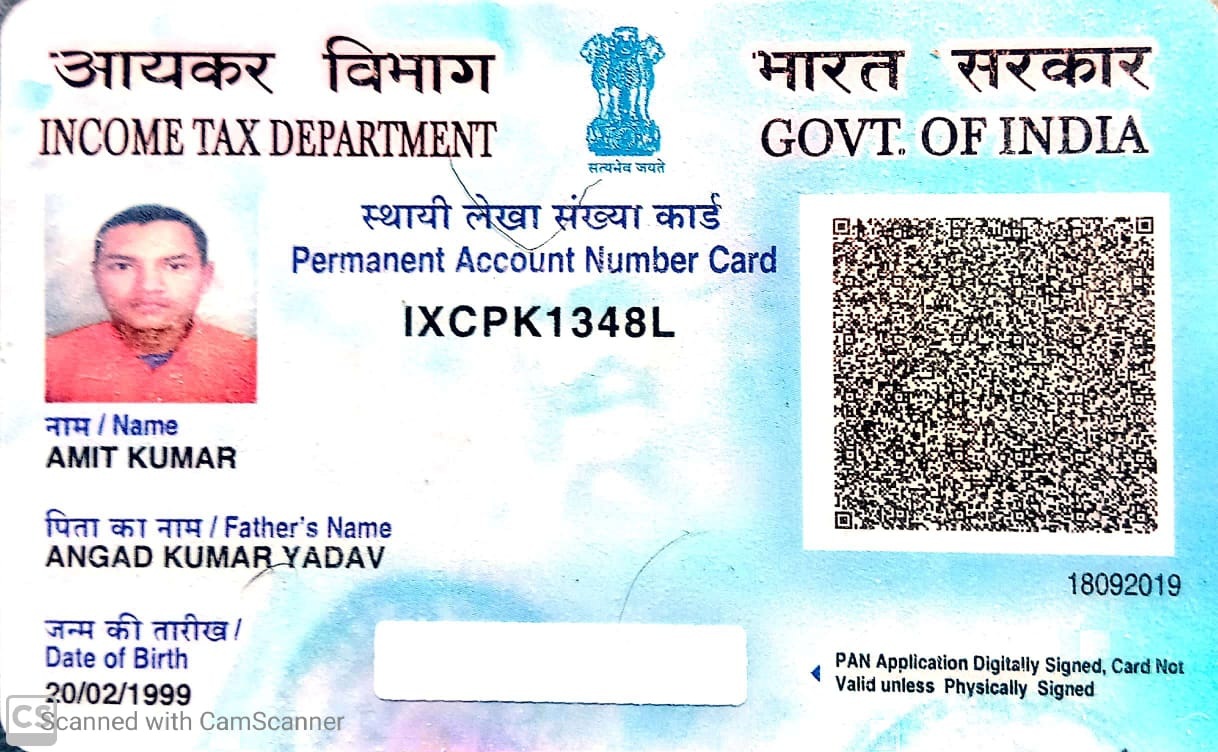 आयकर विभाग
INCOME TAX DEPARTMENT
सत्यमेव जयते
भारत सरकार
GOVT. OF INDIA
स्थायी लेखा संख्या कार्ड
Permanent Account Number Card
IXCPK1348L
नाम / Name
AMIT KUMAR
पिता का नाम / Father's Name
ANGAD KUMAR YADAV
18092019
जन्म की तारीख /
Date of Birth
20/02/1999
PAN Application Digitally Signed, Card Not
Valid unless Physically Signed
CS
Scanned with CamScanner